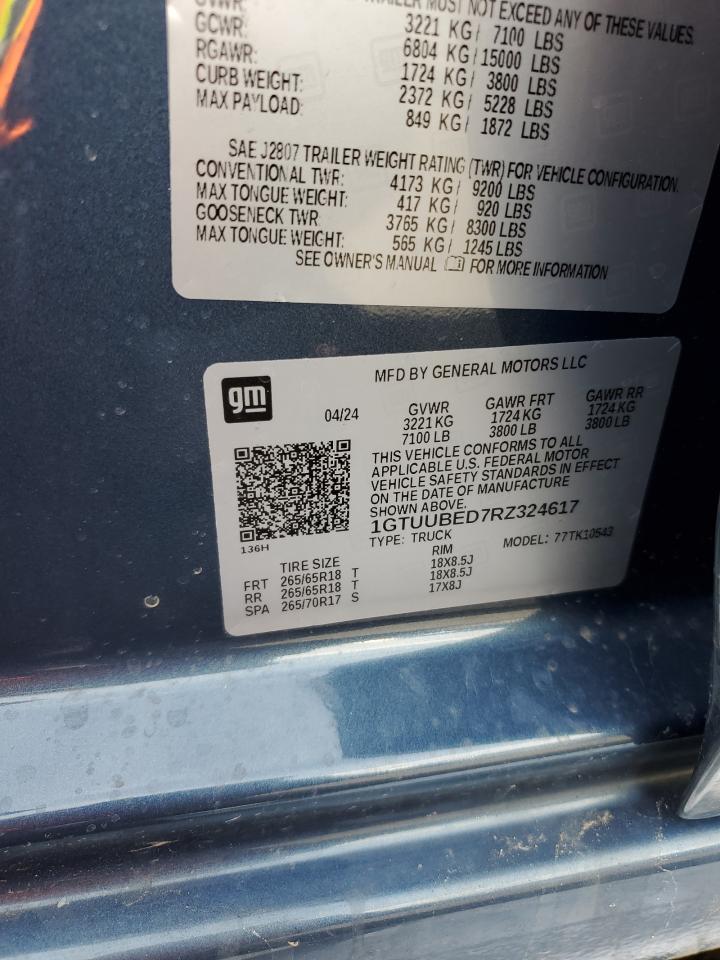 GVWR:
TRAILER MUST NOT EXCEED ANY OF THESE VALUES.
GCWR: 3221 KG/ 7100 LBS
RGAWR: 6804 KG/15000 LBS
CURB WEIGHT: 1724 KG/ 3800 LBS
MAX PAYLOAD: 2372 KG/ 5228 LBS
849 KG/ 1872 LBS
SAE J2807 TRAILER WEIGHT RATING (TWR) FOR VEHICLE CONFIGURATION.
CONVENTIONAL TWR: 4173 KG/ 9200 LBS
MAX TONGUE WEIGHT: 417 KG/ 920 LBS
GOOSENECK TWR 3765 KG/ 8300 LBS
MAX TONGUE WEIGHT: 565 KG/ 1245 LBS
SEE OWNER'S MANUAL FOR MORE INFORMATION
gm
MFD BY GENERAL MOTORS LLC
04/24 GVWR GAWR FRT GAWR RR
3221 KG 1724 KG 1724 KG
7100 LB 3800 LB 3800 LB
THIS VEHICLE CONFORMS TO ALL
APPLICABLE U.S. FEDERAL MOTOR
VEHICLE SAFETY STANDARDS IN EFFECT
ON THE DATE OF MANUFACTURE
SHOWN ABOVE.
1GTUUBED7RZ324617
136H
TYPE: TRUCK MODEL: 77TK10543
TIRE SIZE RIM
FRT 265/65R18 T 18X8.5J
RR 265/65R18 T 18X8.5J
SPA 265/70R17 S 17X8J